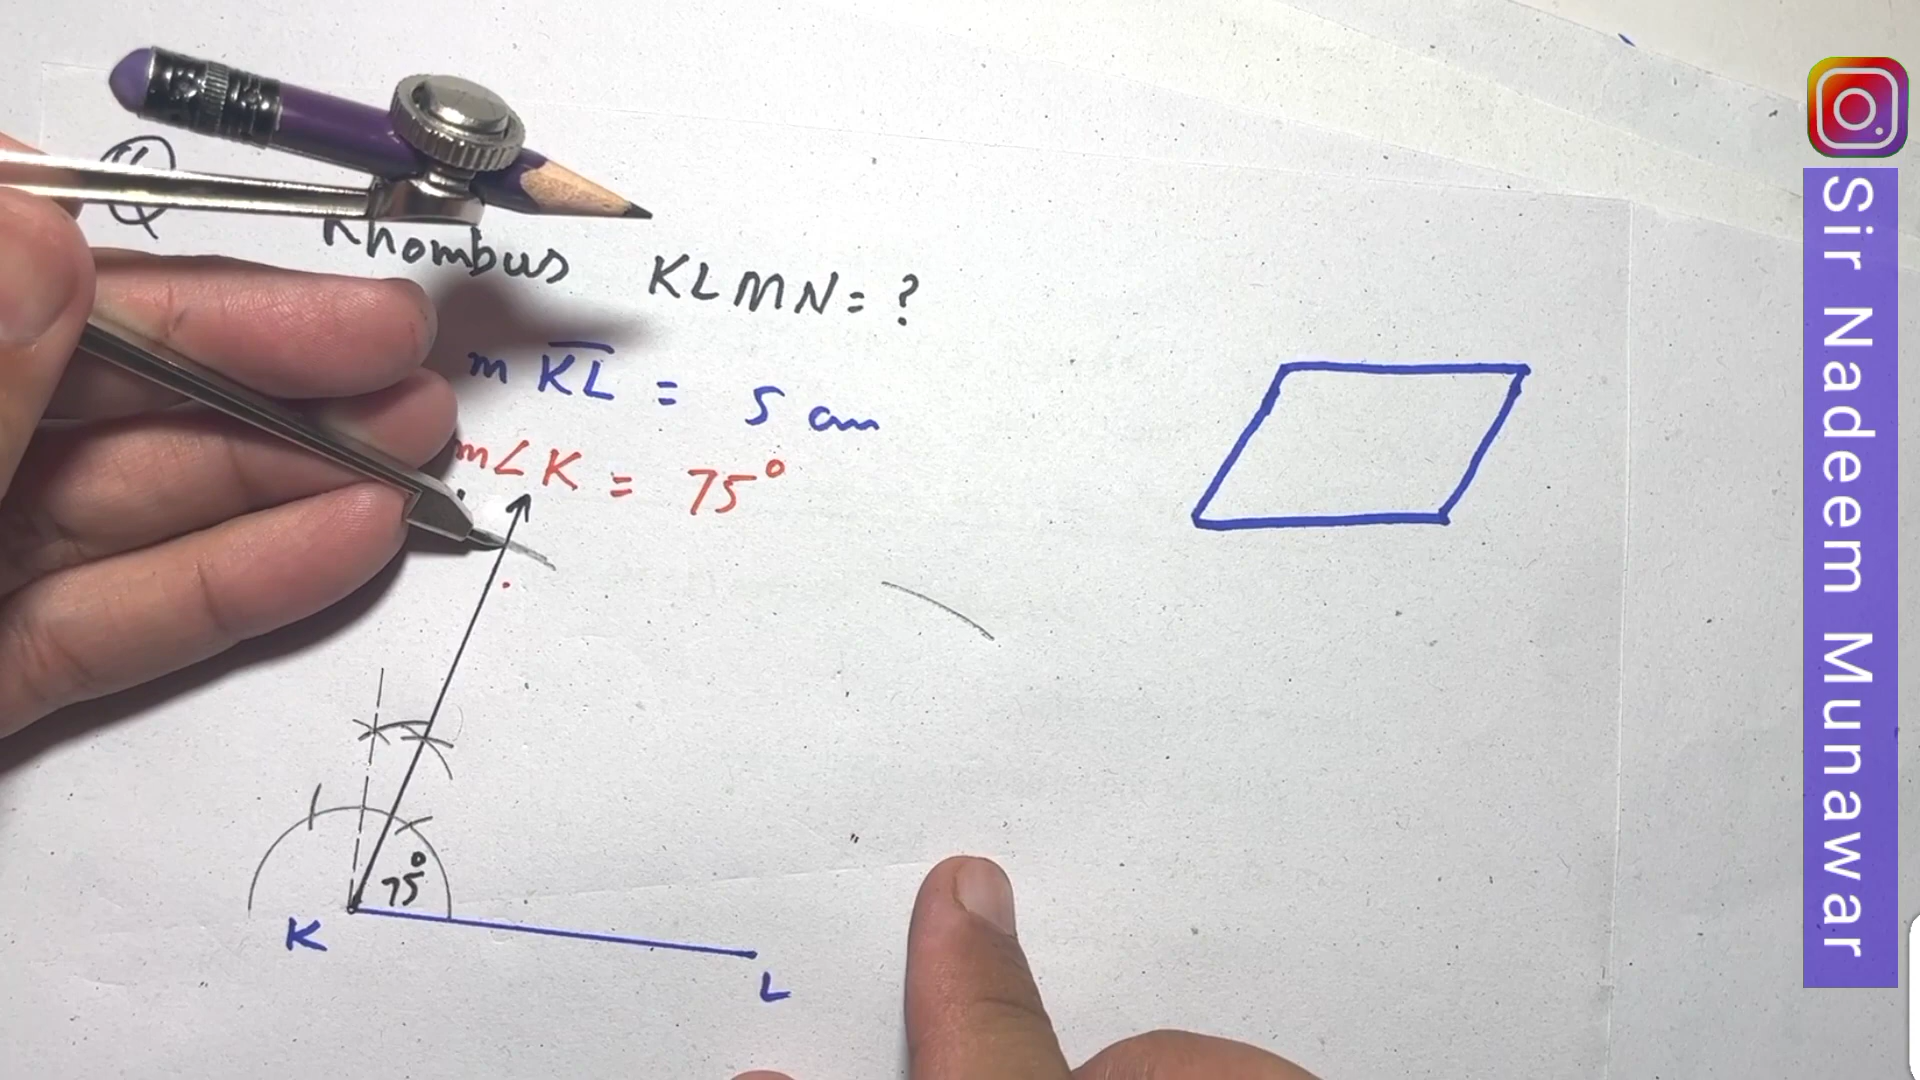 Rhombus KLMN = ?
m KL = 5 cm
m∠K = 75°
75°
K
L
Sir Nadeem Munawar